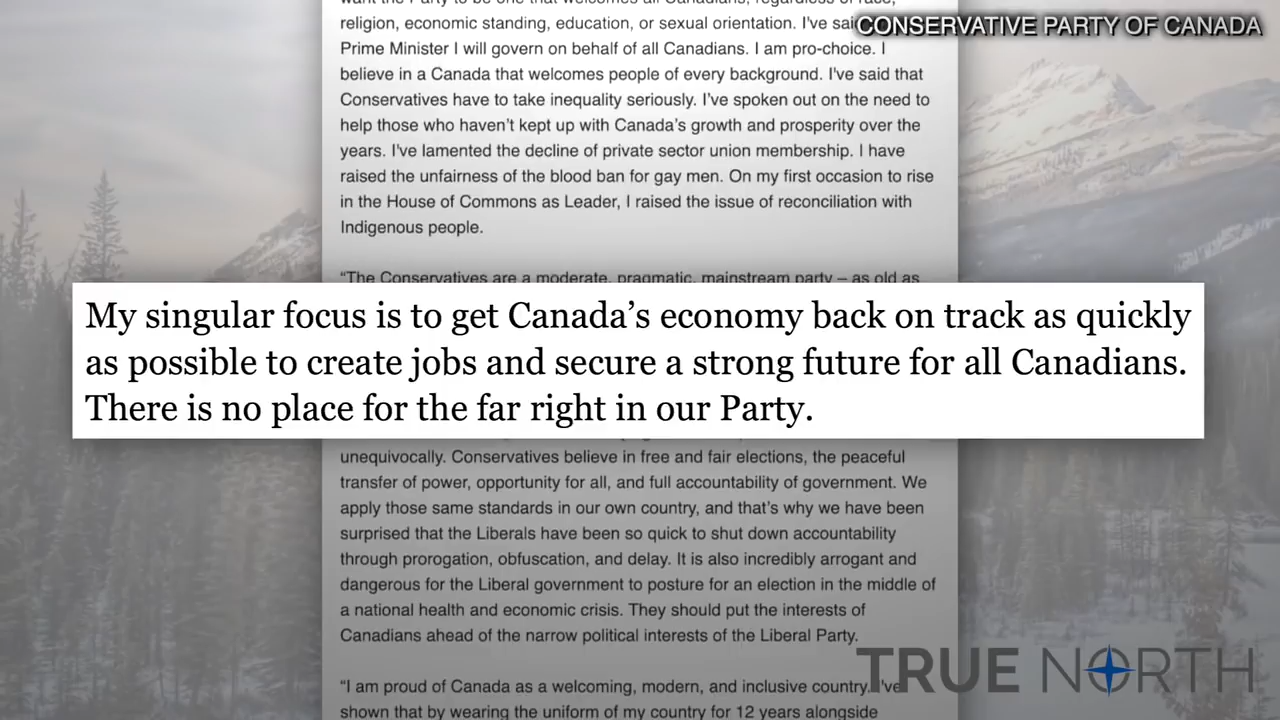 want the Party to be one that welcomes all Canadians, regardless of race,
religion, economic standing, education, or sexual orientation. I've said
CONSERVATIVE PARTY OF CANADA
Prime Minister I will govern on behalf of all Canadians. I am pro-choice. I
believe in a Canada that welcomes people of every background. I've said that
Conservatives have to take inequality seriously. I've spoken out on the need to
help those who haven't kept up with Canada's growth and prosperity over the
years. I've lamented the decline of private sector union membership. I have
raised the unfairness of the blood ban for gay men. On my first occasion to rise
in the House of Commons as Leader, I raised the issue of reconciliation with
Indigenous people.
“The Conservatives are a moderate, pragmatic, mainstream party – as old as
My singular focus is to get Canada’s economy back on track as quickly
as possible to create jobs and secure a strong future for all Canadians.
There is no place for the far right in our Party.
unequivocally. Conservatives believe in free and fair elections, the peaceful
transfer of power, opportunity for all, and full accountability of government. We
apply those same standards in our own country, and that's why we have been
surprised that the Liberals have been so quick to shut down accountability
through prorogation, obfuscation, and delay. It is also incredibly arrogant and
dangerous for the Liberal government to posture for an election in the middle of
a national health and economic crisis. They should put the interests of
Canadians ahead of the narrow political interests of the Liberal Party.
“I am proud of Canada as a welcoming, modern, and inclusive country. I've
shown that by wearing the uniform of my country for 12 years alongside
TRUE NORTH